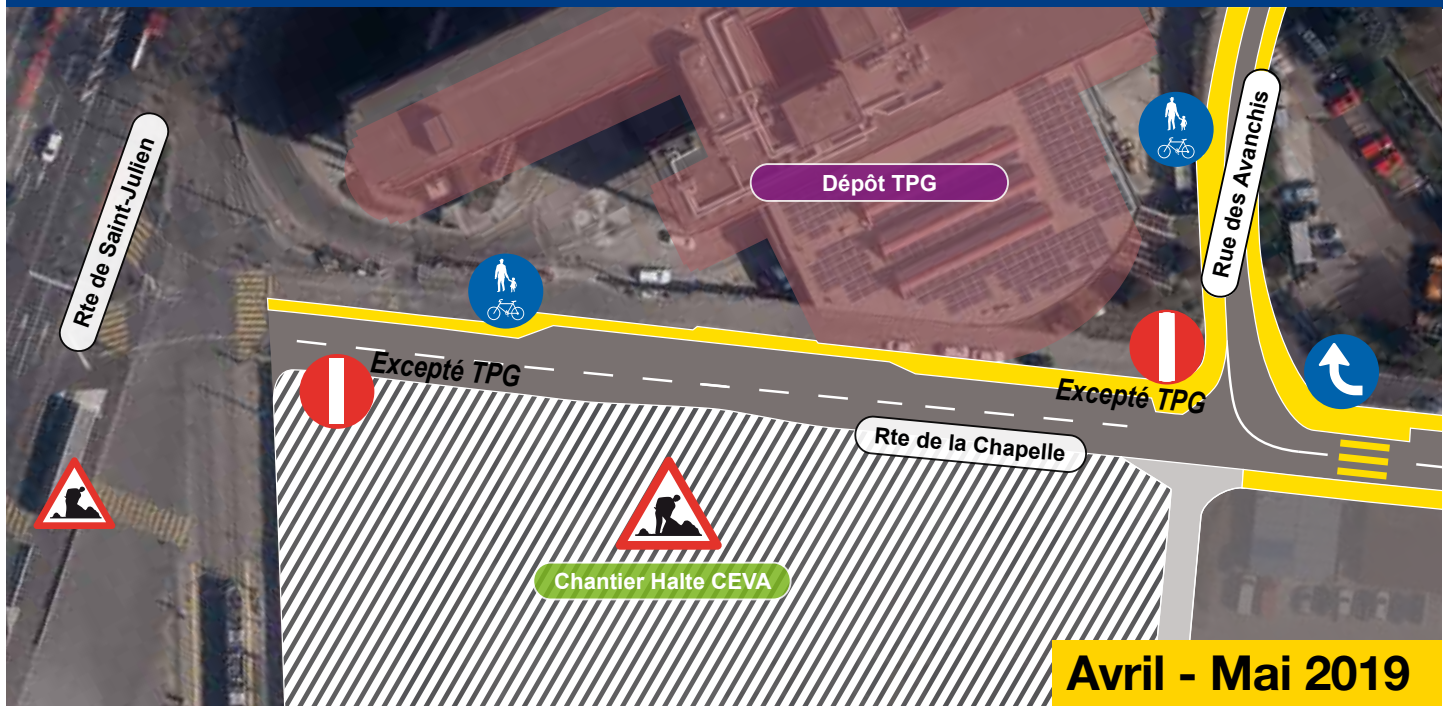 Rte de Saint-Julien
Rue des Avanchis
Dépôt TPG
Excepté TPG
Excepté TPG
Rte de la Chapelle
Chantier Halte CEVA
Avril - Mai 2019